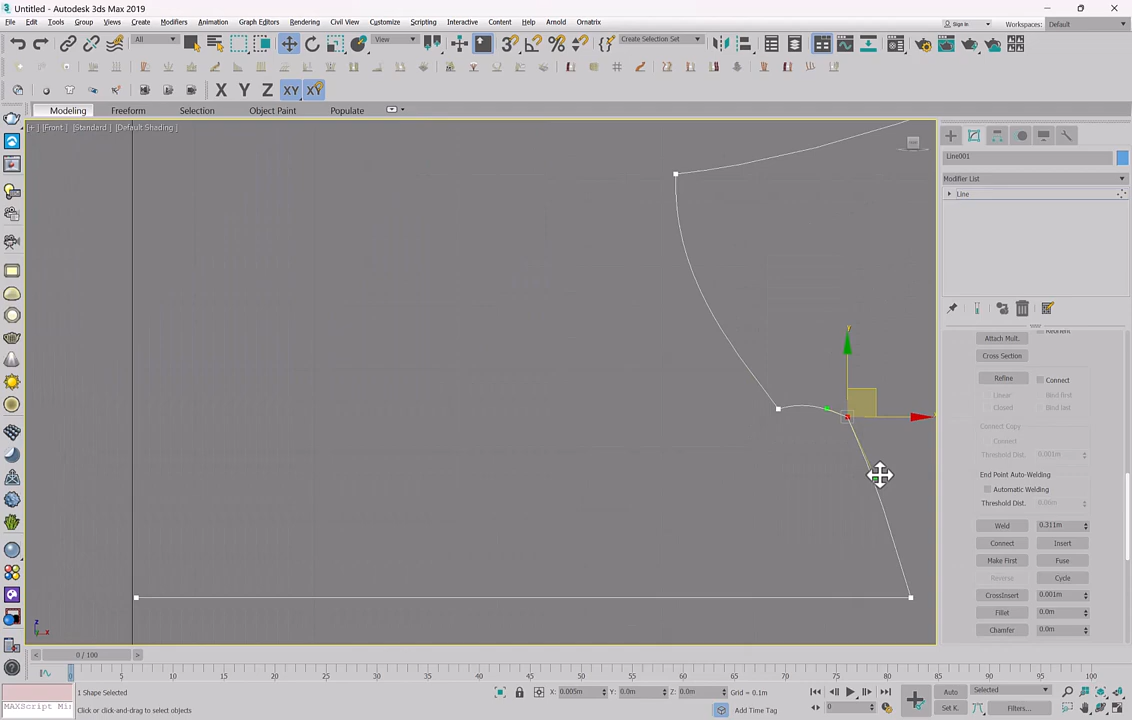 Untitled - Autodesk 3ds Max 2019
File Edit Tools Group Views Create Modifiers Animation Graph Editors Rendering Civil View Customize Scripting Interactive Content Help Arnold Ornatrix
Sign In Workspaces: Default
All View Create Selection Set
X Y Z XY XY
Modeling Freeform Selection Object Paint Populate
[+] [Front] [Standard] [Default Shading]
Line001
Modifier List
Line
Reorient
Attach Mult.
Cross Section
Refine Connect
Linear Bind first
Closed Bind last
Connect Copy
Connect
Threshold Dist. 0.001m
End Point Auto-Welding
Automatic Welding
Threshold Dist. 0.00m
Weld 0.311m
Connect Insert
Make First Fuse
Reverse Cycle
CrossInsert 0.001m
Fillet 0.0m
Chamfer 0.0m
y
z
x
0 / 100
0 5 10 15 20 25 30 35 40 45 50 55 60 65 70 75 80 85 90 95 100
1 Shape Selected X: 0.005m Y: 0.0m Z: 0.0m Grid = 0.1m Auto Selected
MAXScript Mi Click or click-and-drag to select objects Add Time Tag 0 Set K. Filters...